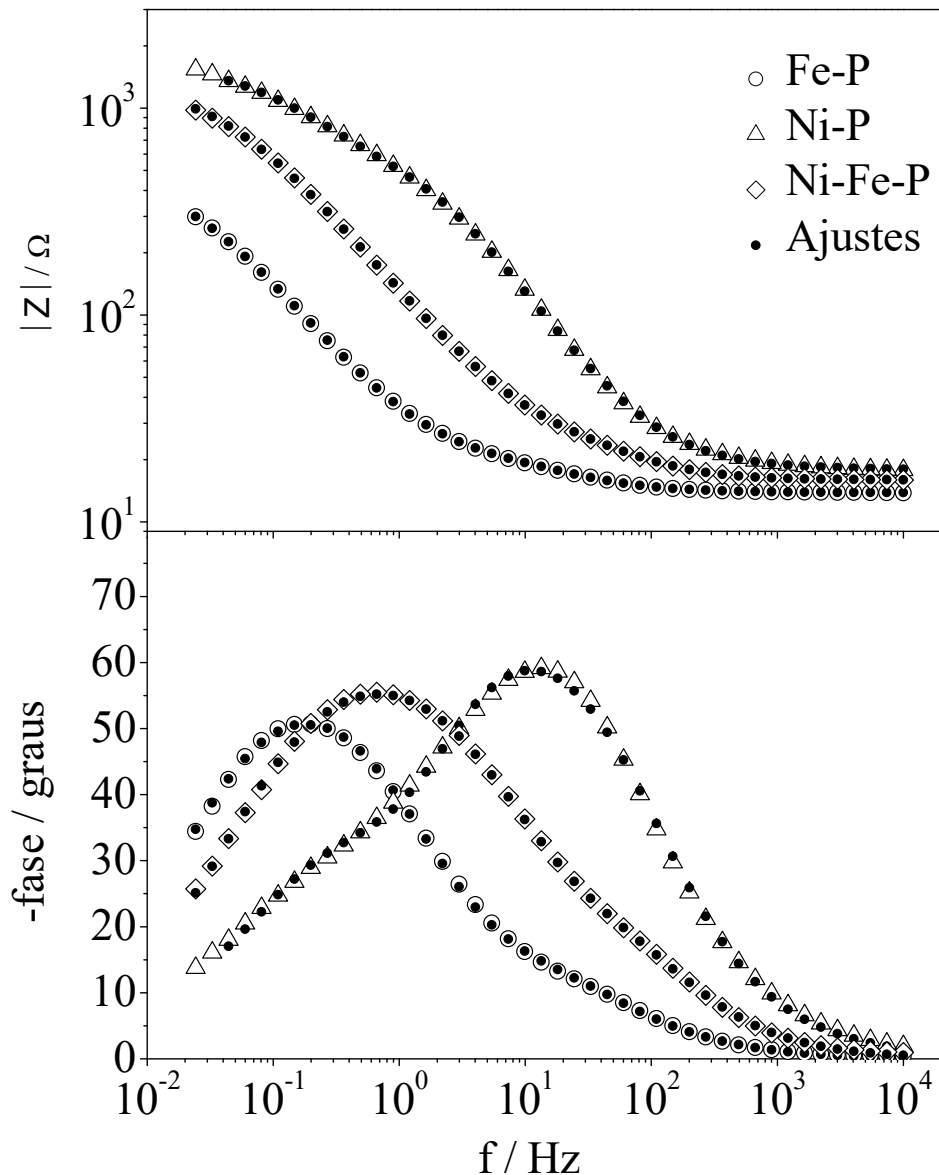 Fe-P
Ni-P
Ni-Fe-P
Ajustes
|Z| / Ω
10³
10²
10¹
-fase / graus
70
60
50
40
30
20
10
0
10⁻² 10⁻¹ 10⁰ 10¹ 10² 10³ 10⁴
f / Hz